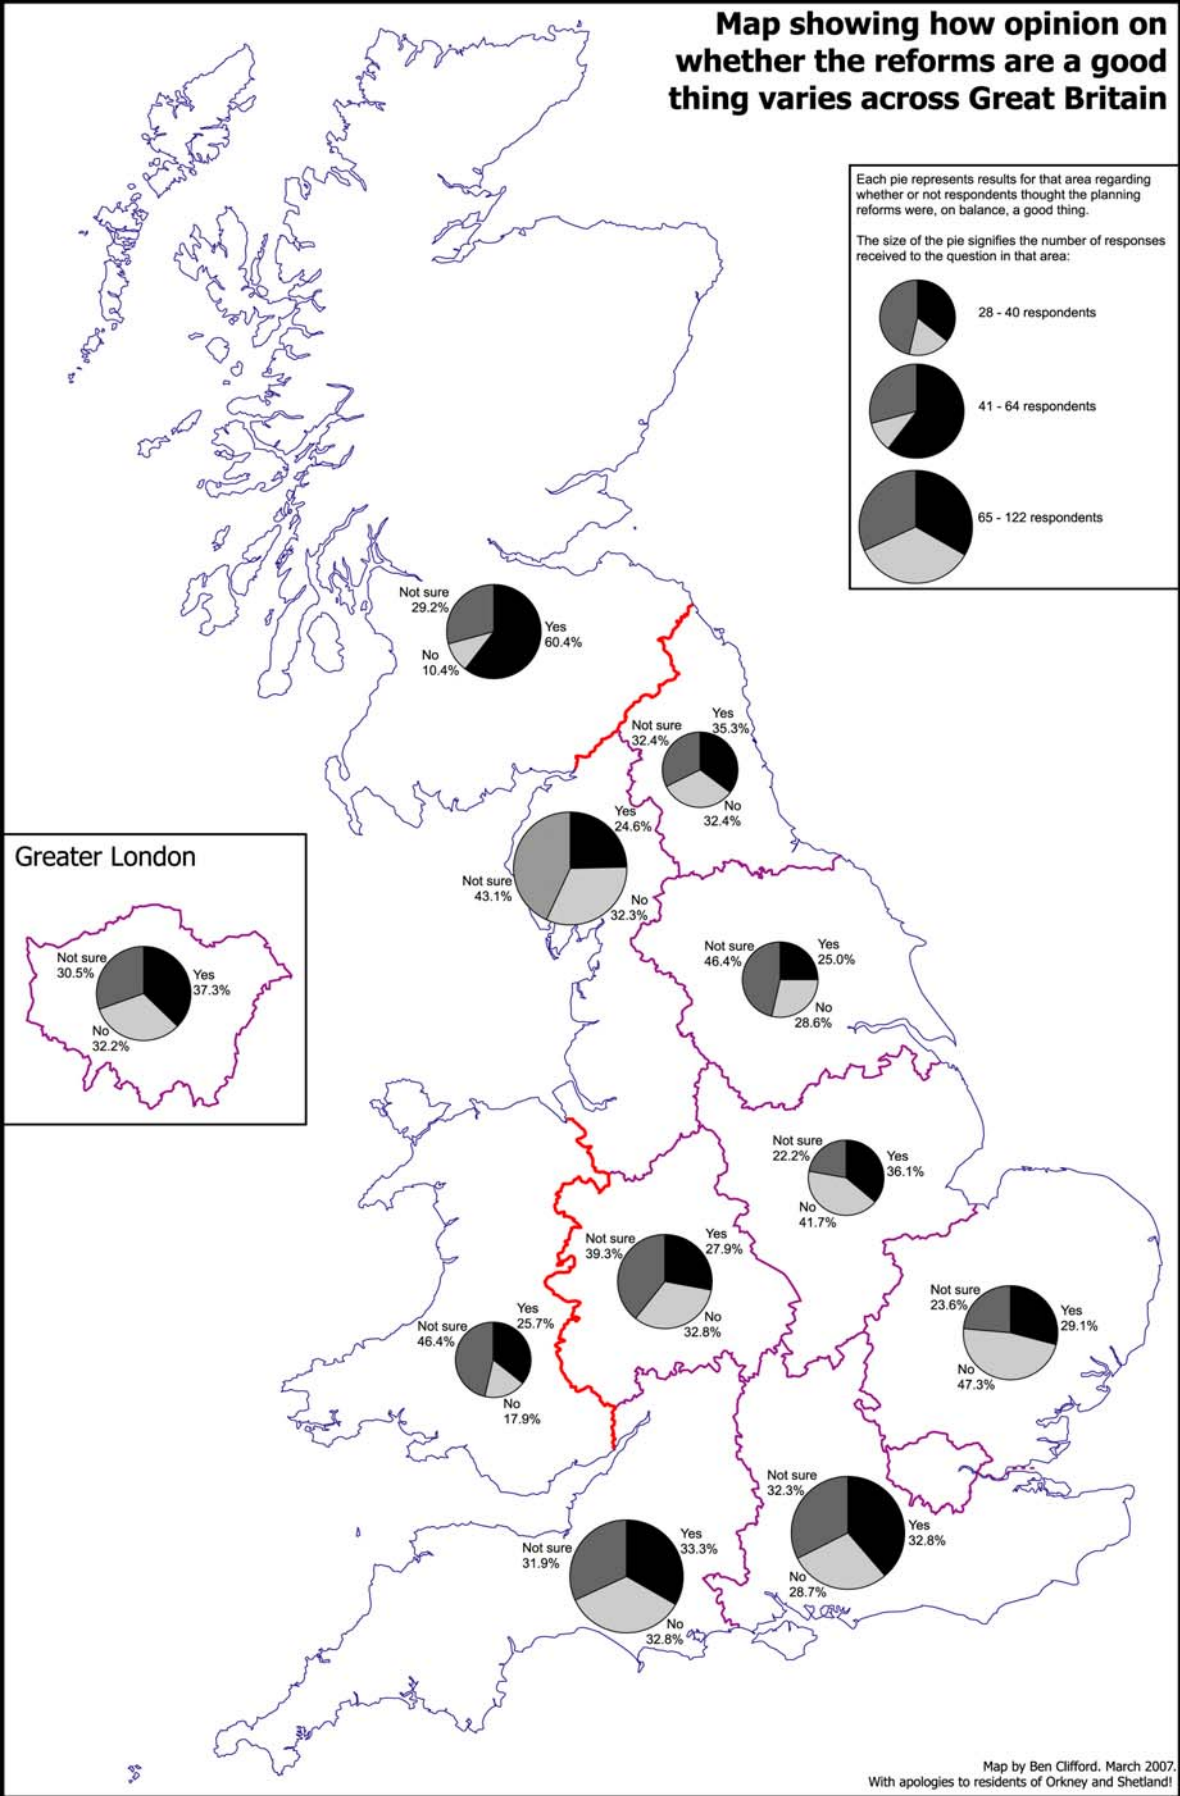 Map showing how opinion on
whether the reforms are a good
thing varies across Great Britain
Each pie represents results for that area regarding
whether or not respondents thought the planning
reforms were, on balance, a good thing.
The size of the pie signifies the number of responses
received to the question in that area:
28 - 40 respondents
41 - 64 respondents
65 - 122 respondents
Not sure
29.2%
Yes
60.4%
No
10.4%
Not sure
32.4%
Yes
35.3%
No
32.4%
Yes
24.6%
Not sure
43.1%
No
32.3%
Greater London
Not sure
30.5%
Yes
37.3%
No
32.2%
Not sure
46.4%
Yes
25.0%
No
28.6%
Not sure
22.2%
Yes
36.1%
No
41.7%
Not sure
39.3%
Yes
27.9%
No
32.8%
Not sure
23.6%
Yes
29.1%
No
47.3%
Not sure
46.4%
Yes
25.7%
No
17.9%
Not sure
32.3%
Yes
32.8%
No
28.7%
Not sure
31.9%
Yes
33.3%
No
32.8%
Map by Ben Clifford. March 2007.
With apologies to residents of Orkney and Shetland!